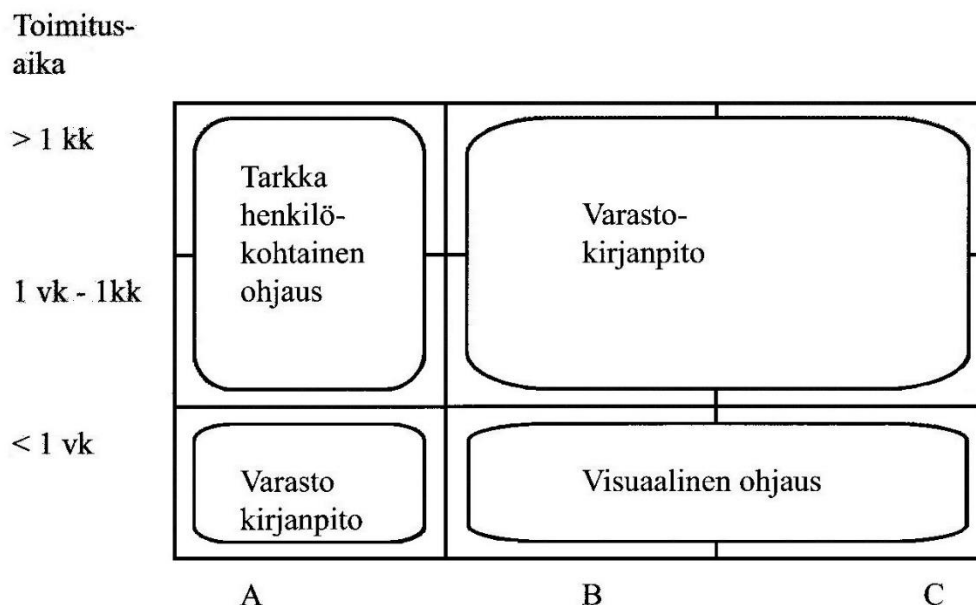 Toimitus-
aika
> 1 kk
Tarkka
henkilö-
kohtainen
ohjaus
Varasto-
kirjanpito
1 vk - 1kk
< 1 vk
Varasto
kirjanpito
Visuaalinen ohjaus
A
B
C